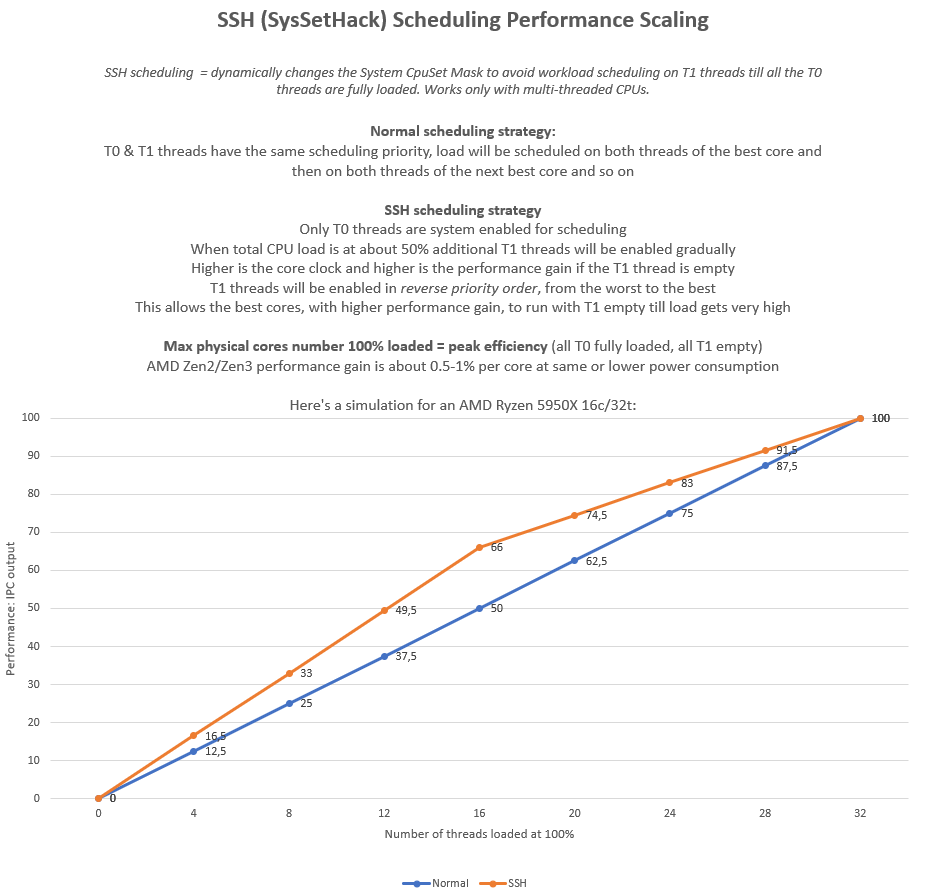 SSH (SysSetHack) Scheduling Performance Scaling
SSH scheduling = dynamically changes the System CpuSet Mask to avoid workload scheduling on T1 threads till all the T0
threads are fully loaded. Works only with multi-threaded CPUs.
Normal scheduling strategy:
T0 & T1 threads have the same scheduling priority, load will be scheduled on both threads of the best core and
then on both threads of the next best core and so on
SSH scheduling strategy
Only T0 threads are system enabled for scheduling
When total CPU load is at about 50% additional T1 threads will be enabled gradually
Higher is the core clock and higher is the performance gain if the T1 thread is empty
T1 threads will be enabled in reverse priority order, from the worst to the best
This allows the best cores, with higher performance gain, to run with T1 empty till load gets very high
Max physical cores number 100% loaded = peak efficiency (all T0 fully loaded, all T1 empty)
AMD Zen2/Zen3 performance gain is about 0.5-1% per core at same or lower power consumption
Here's a simulation for an AMD Ryzen 5950X 16c/32t:
Performance: IPC output
100
90
80
70
60
50
40
30
20
10
0
0
16,5
33
49,5
66
74,5
83
91,5
100
0
12,5
25
37,5
50
62,5
75
87,5
100
0 4 8 12 16 20 24 28 32
Number of threads loaded at 100%
Normal SSH